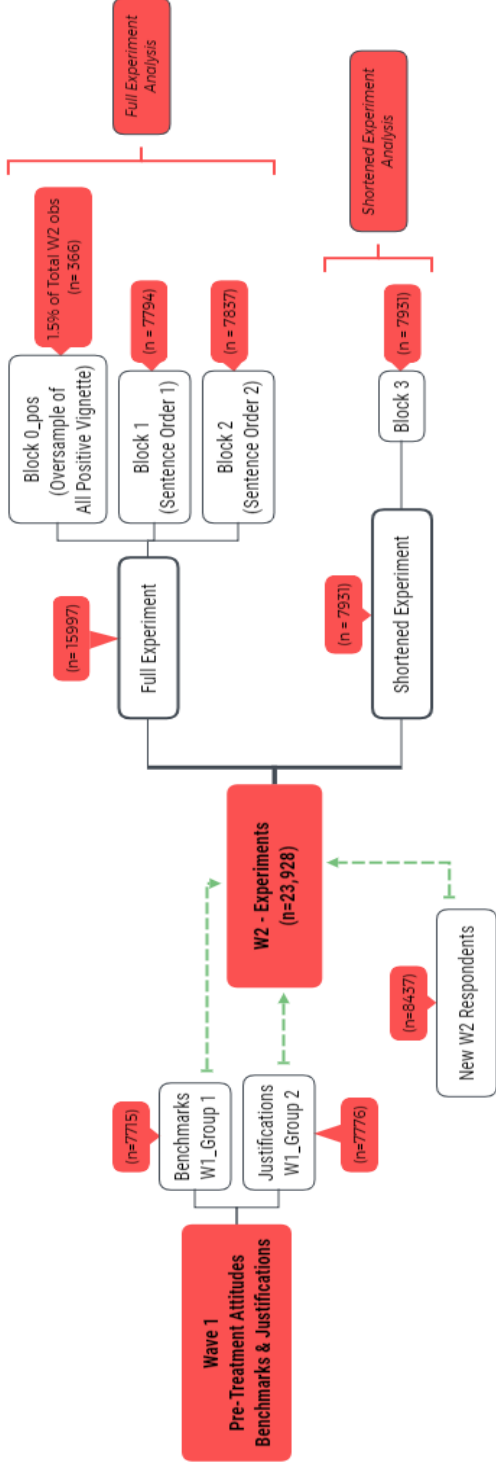 Wave 1
Pre-Treatment Attitudes
Benchmarks & Justifications
(n=7715)
Benchmarks
W1_Group 1
Justifications
W1_Group 2
(n=7776)
(n=8437)
New W2 Respondents
W2 - Experiments
(n=23,928)
(n=15997)
Full Experiment
(n = 7931)
Shortened Experiment
Block 0_pos
(Oversample of
All Positive Vignette)
1.5% of Total W2 obs
(n= 366)
Block 1
(Sentence Order 1)
(n = 7794)
Block 2
(Sentence Order 2)
(n = 7837)
Block 3
(n = 7931)
Full Experiment
Analysis
Shortened Experiment
Analysis